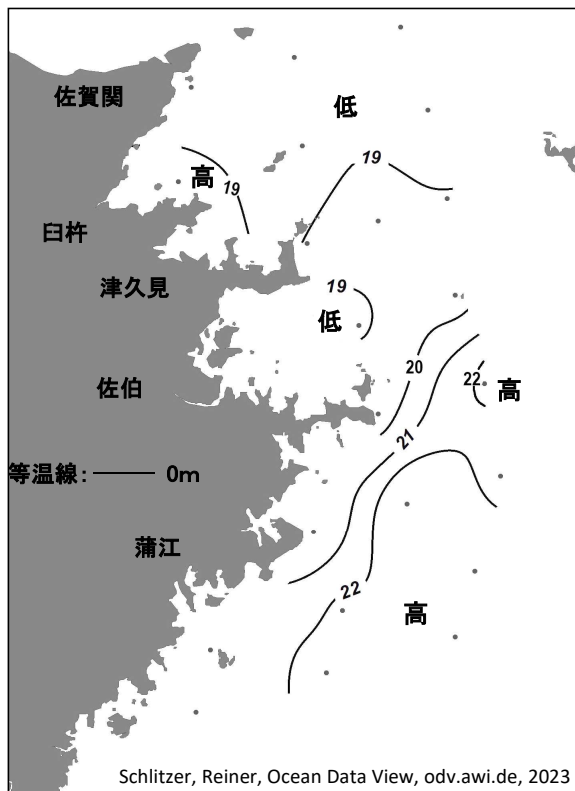 佐賀関
低
19
高
19
臼杵
津久見
19
低
20
佐伯
22
高
21
等温線: 0m
蒲江
22
高
Schlitzer, Reiner, Ocean Data View, odv.awi.de, 2023